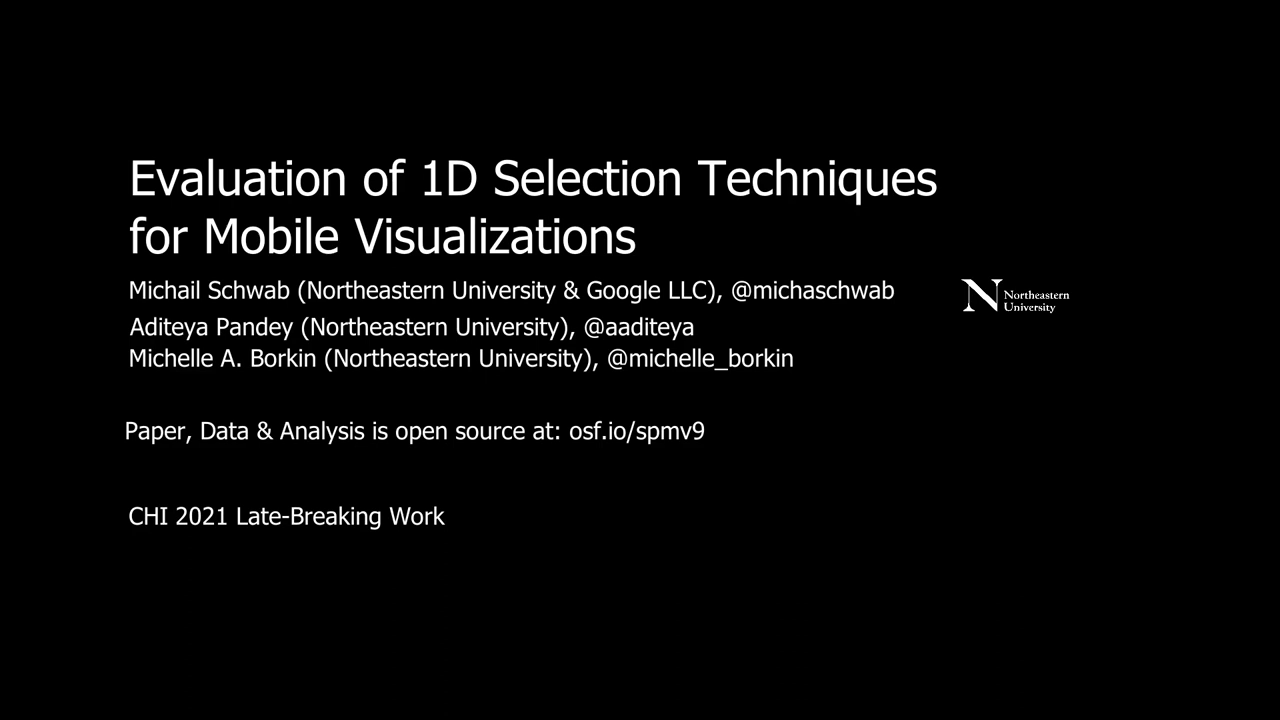 Evaluation of 1D Selection Techniques
for Mobile Visualizations
Michail Schwab (Northeastern University & Google LLC), @michaschwab
Northeastern
University
Aditeya Pandey (Northeastern University), @aaditeya
Michelle A. Borkin (Northeastern University), @michelle_borkin
Paper, Data & Analysis is open source at: osf.io/spmv9
CHI 2021 Late-Breaking Work